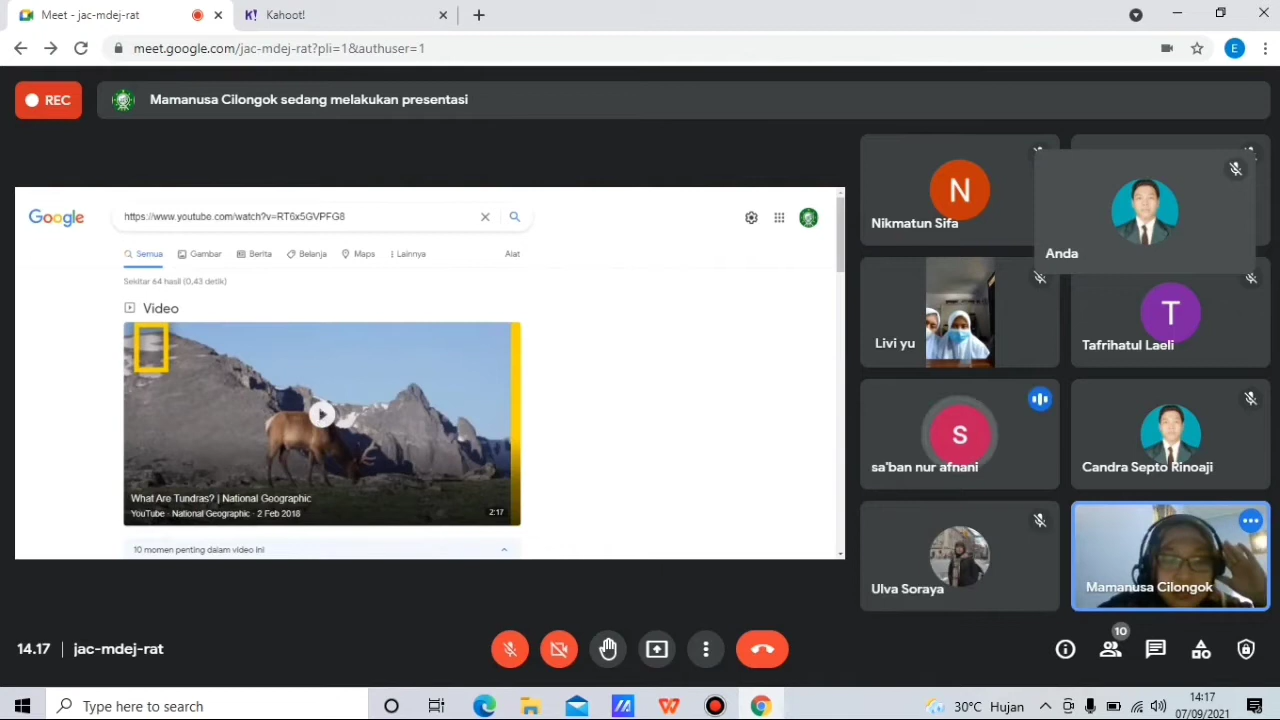 Meet - jac-mdej-rat
K! Kahoot!
meet.google.com/jac-mdej-rat?pli=1&authuser=1
E
REC
Mamanusa Cilongok sedang melakukan presentasi
Google
https://www.youtube.com/watch?v=RT6x5GVPFG8
Semua
Gambar
Berita
Belanja
Maps
Lainnya
Alat
Sekitar 64 hasil (0,43 detik)
Video
What Are Tundras? | National Geographic
YouTube · National Geographic · 2 Feb 2018
2:17
10 momen penting dalam video ini
N
Nikmatun Sifa
Anda
Livi yu
T
Tafrihatul Laeli
S
sa'ban nur afnani
Candra Septo Rinoaji
Ulva Soraya
Mamanusa Cilongok
14.17 | jac-mdej-rat
10
Type here to search
30°C Hujan
14:17
07/09/2021